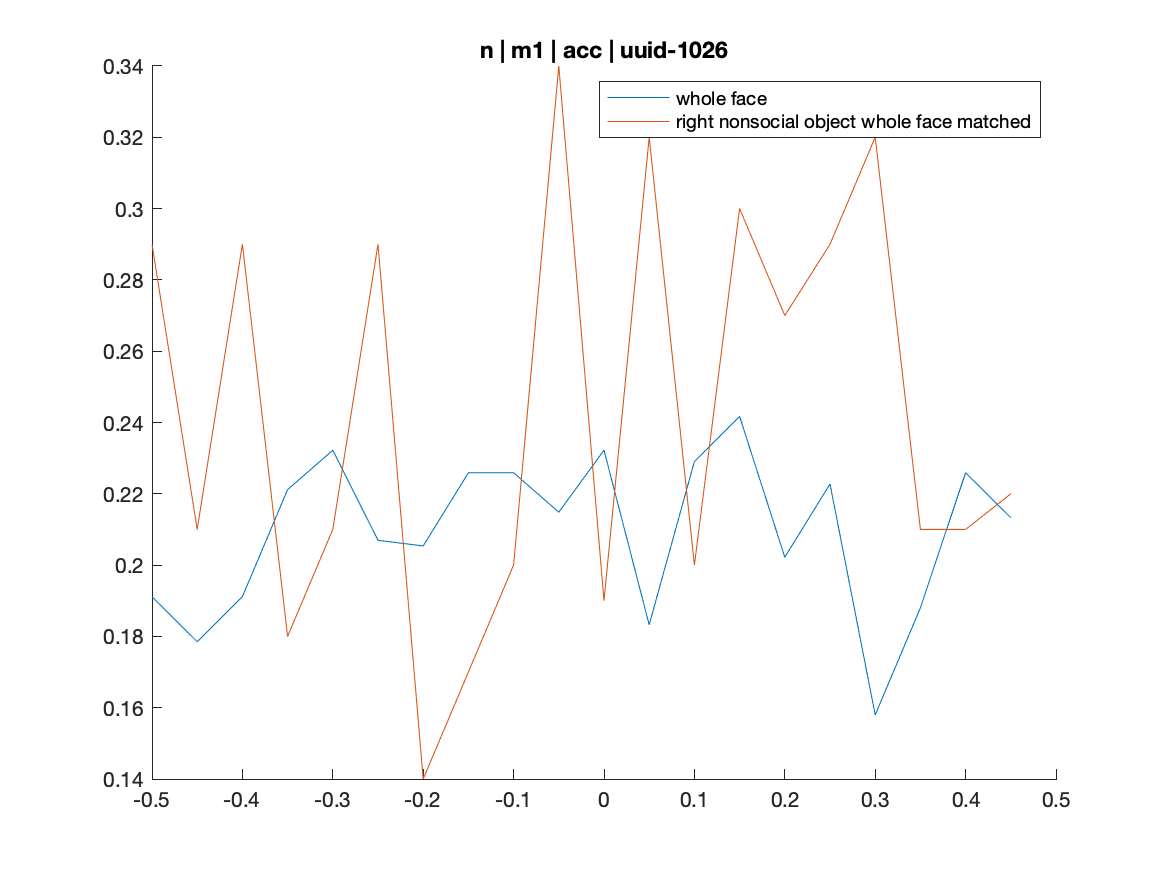 n | m1 | acc | uuid-1026
whole face
right nonsocial object whole face matched
0.34
0.32
0.3
0.28
0.26
0.24
0.22
0.2
0.18
0.16
0.14
-0.5 -0.4 -0.3 -0.2 -0.1 0 0.1 0.2 0.3 0.4 0.5